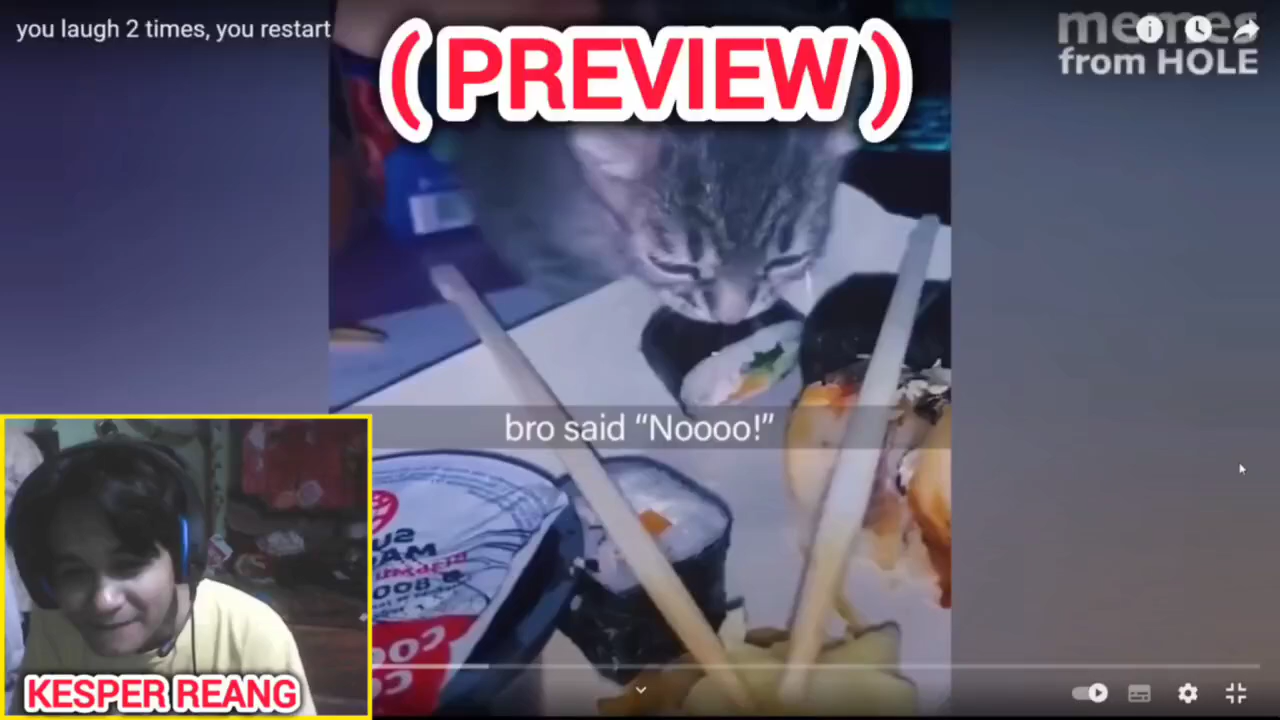 you laugh 2 times, you restart
(PREVIEW)
memes
from HOLE
bro said “Noooo!”
KESPER REANG